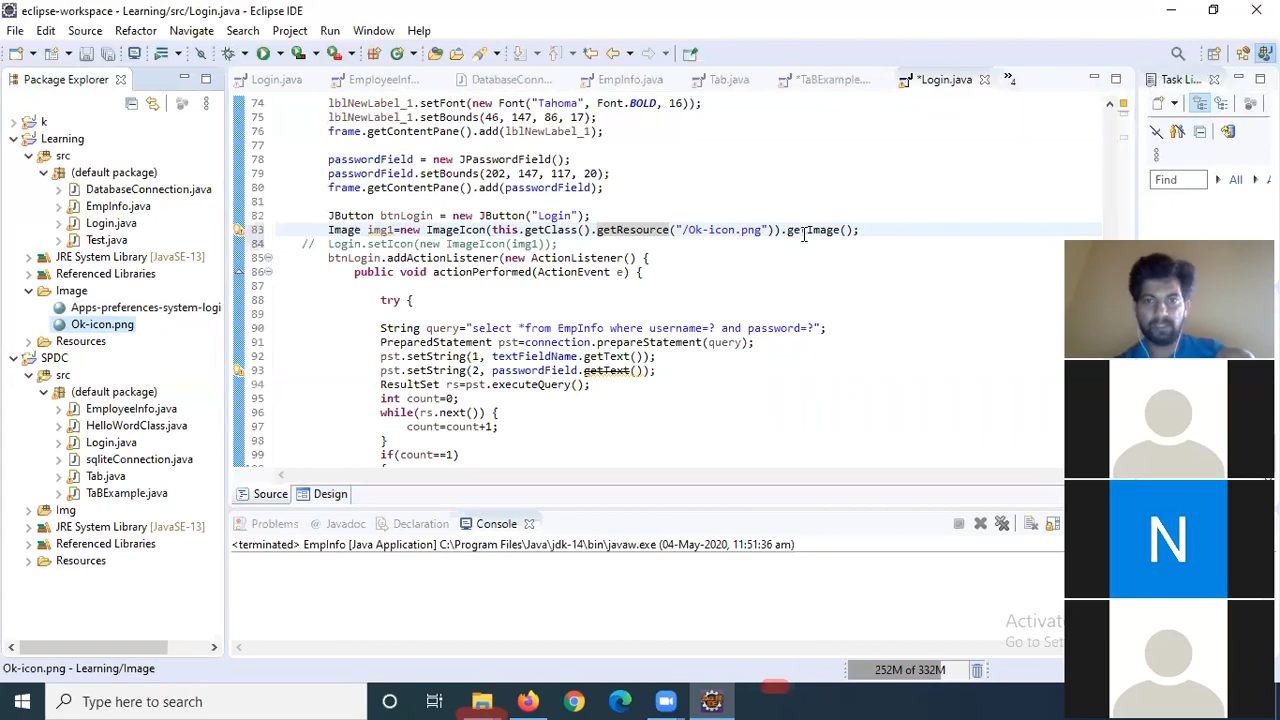 eclipse-workspace - Learning/src/Login.java - Eclipse IDE
File Edit Source Refactor Navigate Search Project Run Window Help
Package Explorer
Login.java
EmployeeInf...
DatabaseConn...
EmpInfo.java
Tab.java
*TaBExample....
*Login.java
4
Task Li...
k
Learning
src
(default package)
DatabaseConnection.java
EmpInfo.java
Login.java
Test.java
JRE System Library [JavaSE-13]
Referenced Libraries
Image
Apps-preferences-system-logi
Ok-icon.png
Resources
SPDC
src
(default package)
EmployeeInfo.java
HelloWordClass.java
Login.java
sqliteConnection.java
Tab.java
TaBExample.java
Img
JRE System Library [JavaSE-13]
Referenced Libraries
Resources
74 lblNewLabel_1.setFont(new Font("Tahoma", Font.BOLD, 16));
75 lblNewLabel_1.setBounds(46, 147, 86, 17);
76 frame.getContentPane().add(lblNewLabel_1);
77
78 passwordField = new JPasswordField();
79 passwordField.setBounds(202, 147, 117, 20);
80 frame.getContentPane().add(passwordField);
81
82 JButton btnLogin = new JButton("Login");
83 Image img1=new ImageIcon(this.getClass().getResource("/Ok-icon.png")).getImage();
84 // Login.setIcon(new ImageIcon(img1));
85 btnLogin.addActionListener(new ActionListener() {
86 public void actionPerformed(ActionEvent e) {
87
88 try {
89
90 String query="select *from EmpInfo where username=? and password=?";
91 PreparedStatement pst=connection.prepareStatement(query);
92 pst.setString(1, textFieldName.getText());
93 pst.setString(2, passwordField.getText());
94 ResultSet rs=pst.executeQuery();
95 int count=0;
96 while(rs.next()) {
97 count=count+1;
98 }
99 if(count==1)
Find All A
Source Design
Problems Javadoc Declaration Console
<terminated> EmpInfo [Java Application] C:\Program Files\Java\jdk-14\bin\javaw.exe (04-May-2020, 11:51:36 am)
N
Activate
Go to Set
Ok-icon.png - Learning/Image
252M of 332M
Type here to search